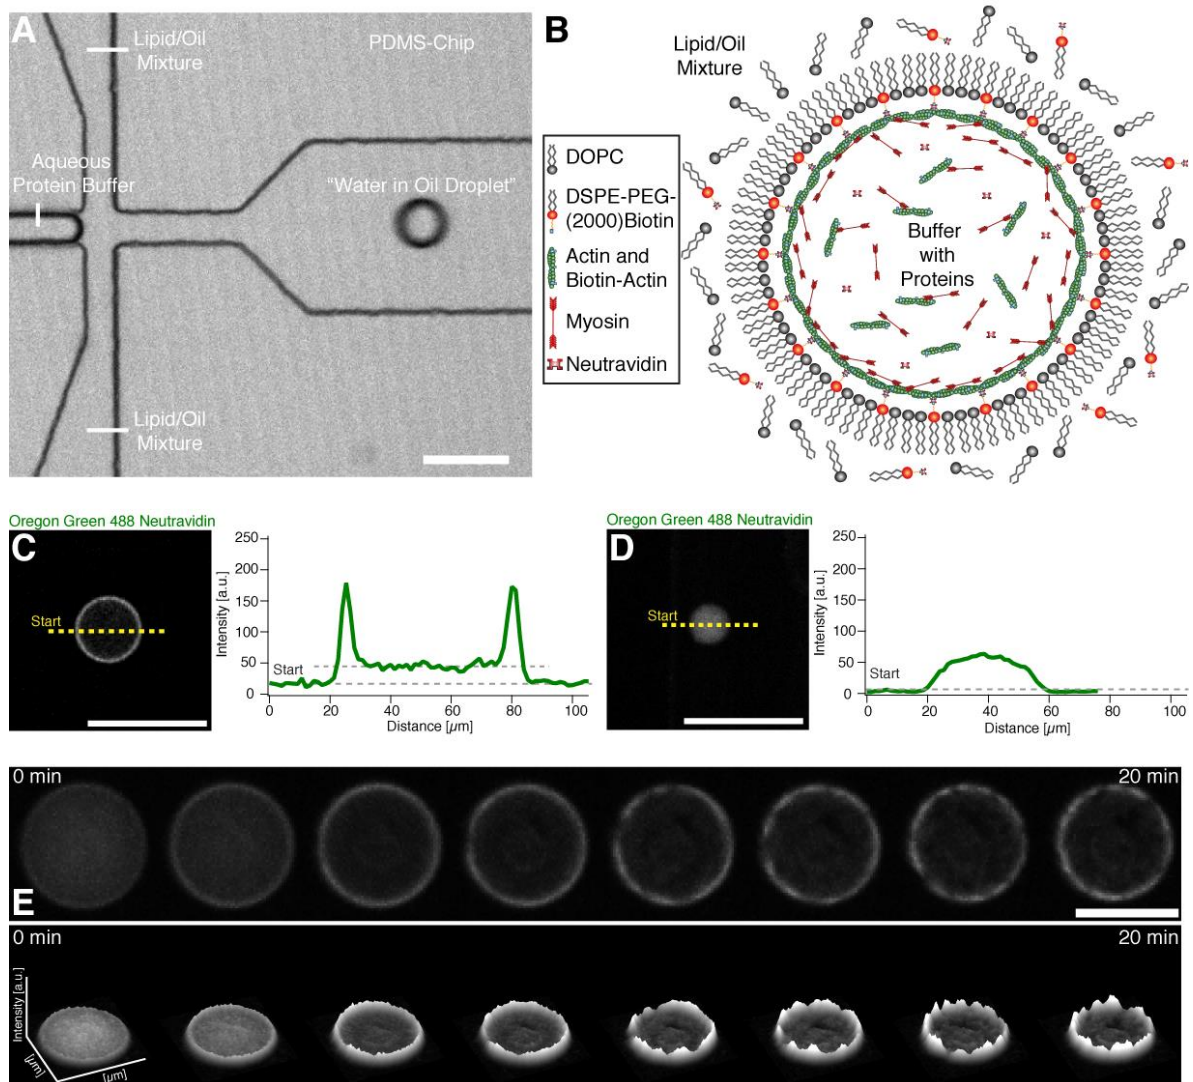 A
Lipid/Oil
Mixture
PDMS-Chip
Aqueous
Protein Buffer
"Water in Oil Droplet"
Lipid/Oil
Mixture
B
Lipid/Oil
Mixture
DOPC
DSPE-PEG-
(2000)Biotin
Actin and
Biotin-Actin
Myosin
Neutravidin
Buffer
with
Proteins
Oregon Green 488 Neutravidin
C
Start
Intensity [a.u.]
250
200
150
100
50
0
Start
0 20 40 60 80 100
Distance [µm]
Oregon Green 488 Neutravidin
D
Start
Intensity [a.u.]
250
200
150
100
50
0
Start
0 20 40 60 80 100
Distance [µm]
0 min
20 min
E
0 min
20 min
Intensity [a.u.]
[µm]
[µm]